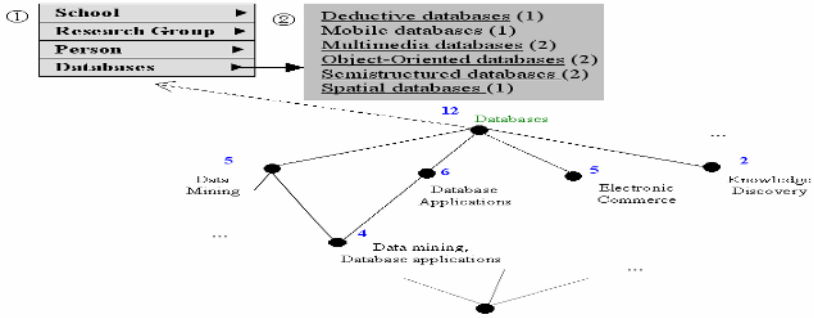 ① School
Research Group
Person
Databases
② Deductive databases (1)
Mobile databases (1)
Multimedia databases (2)
Object-Oriented databases (2)
Semistructured databases (2)
Spatial databases (1)
12
Databases
...
5
Data
Mining
6
Database
Applications
5
Electronic
Commerce
2
Knowledge
Discovery
...
4
Data mining,
Database applications
...